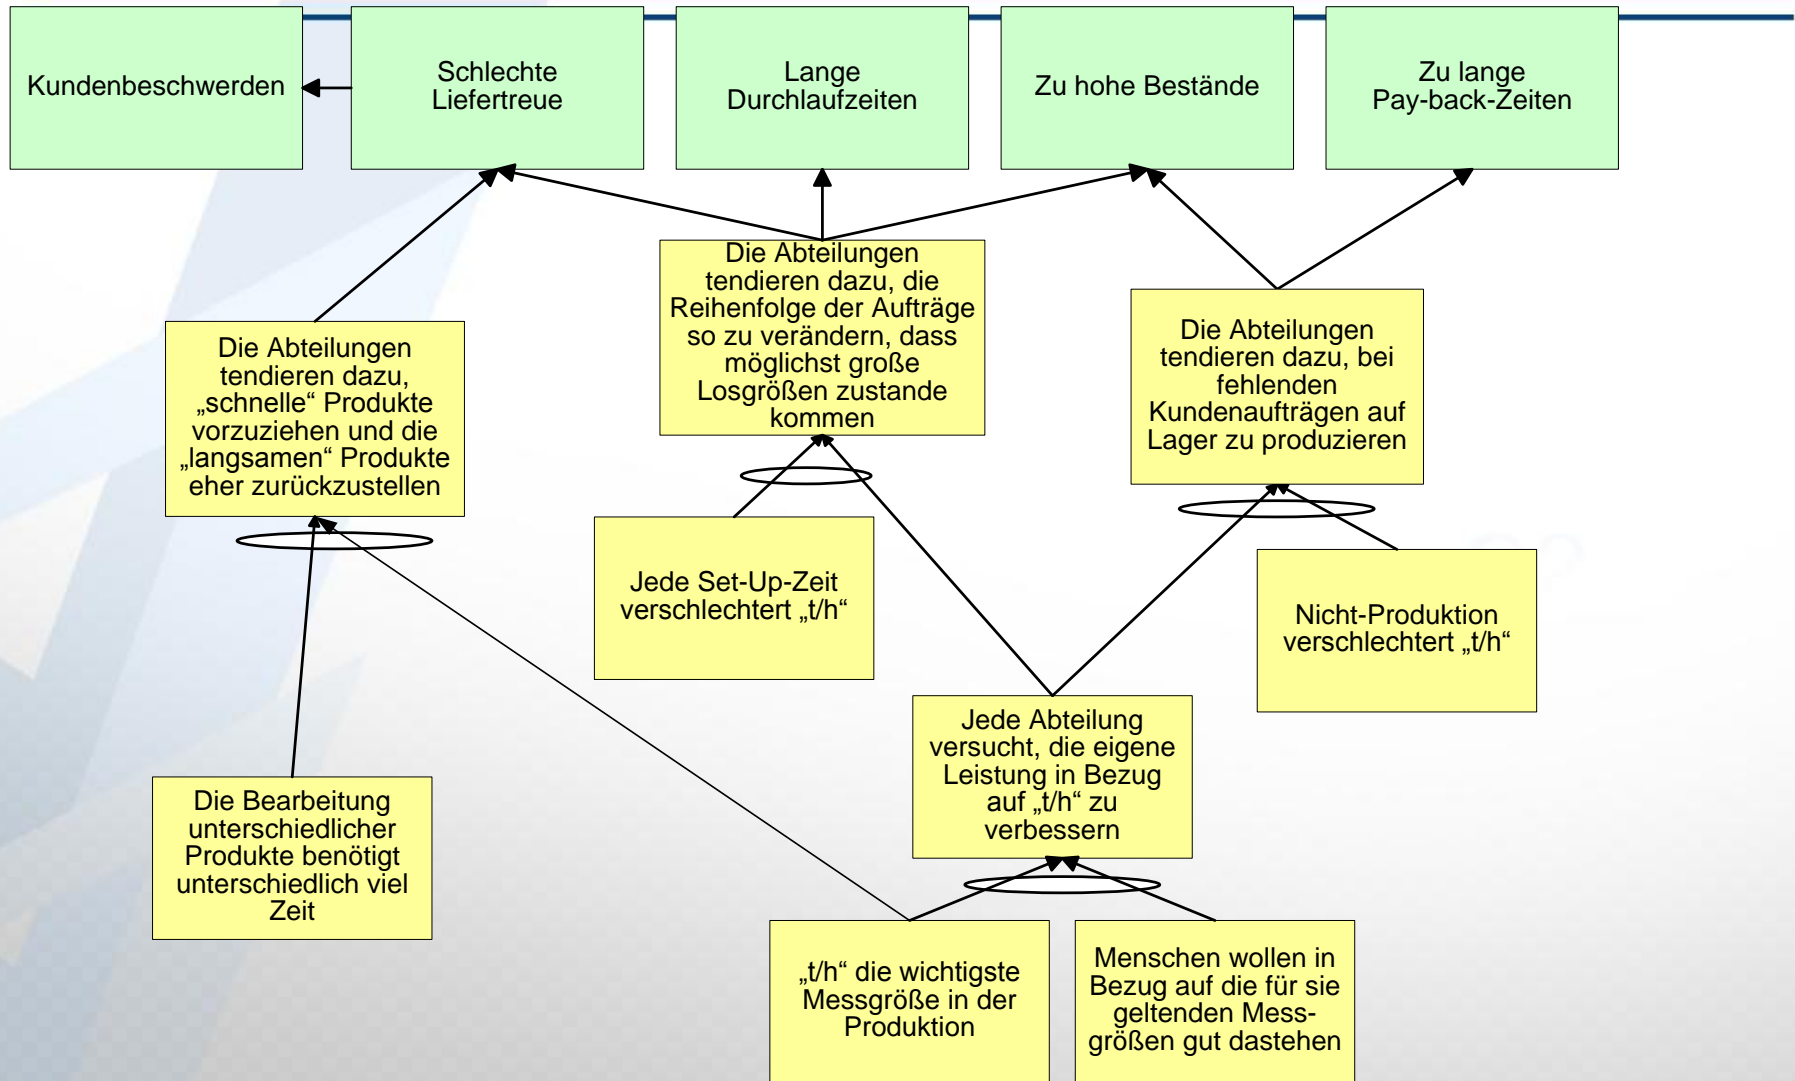 Kundenbeschwerden
Schlechte
Liefertreue
Lange
Durchlaufzeiten
Zu hohe Bestände
Zu lange
Pay-back-Zeiten
Die Abteilungen
tendieren dazu,
„schnelle“ Produkte
vorzuziehen und die
„langsamen“ Produkte
eher zurückzustellen
Die Abteilungen
tendieren dazu, die
Reihenfolge der Aufträge
so zu verändern, dass
möglichst große
Losgrößen zustande
kommen
Die Abteilungen
tendieren dazu, bei
fehlenden
Kundenaufträgen auf
Lager zu produzieren
Jede Set-Up-Zeit
verschlechtert „t/h“
Nicht-Produktion
verschlechtert „t/h“
Jede Abteilung
versucht, die eigene
Leistung in Bezug
auf „t/h“ zu
verbessern
Die Bearbeitung
unterschiedlicher
Produkte benötigt
unterschiedlich viel
Zeit
„t/h“ die wichtigste
Messgröße in der
Produktion
Menschen wollen in
Bezug auf die für sie
geltenden Mess-
größen gut dastehen